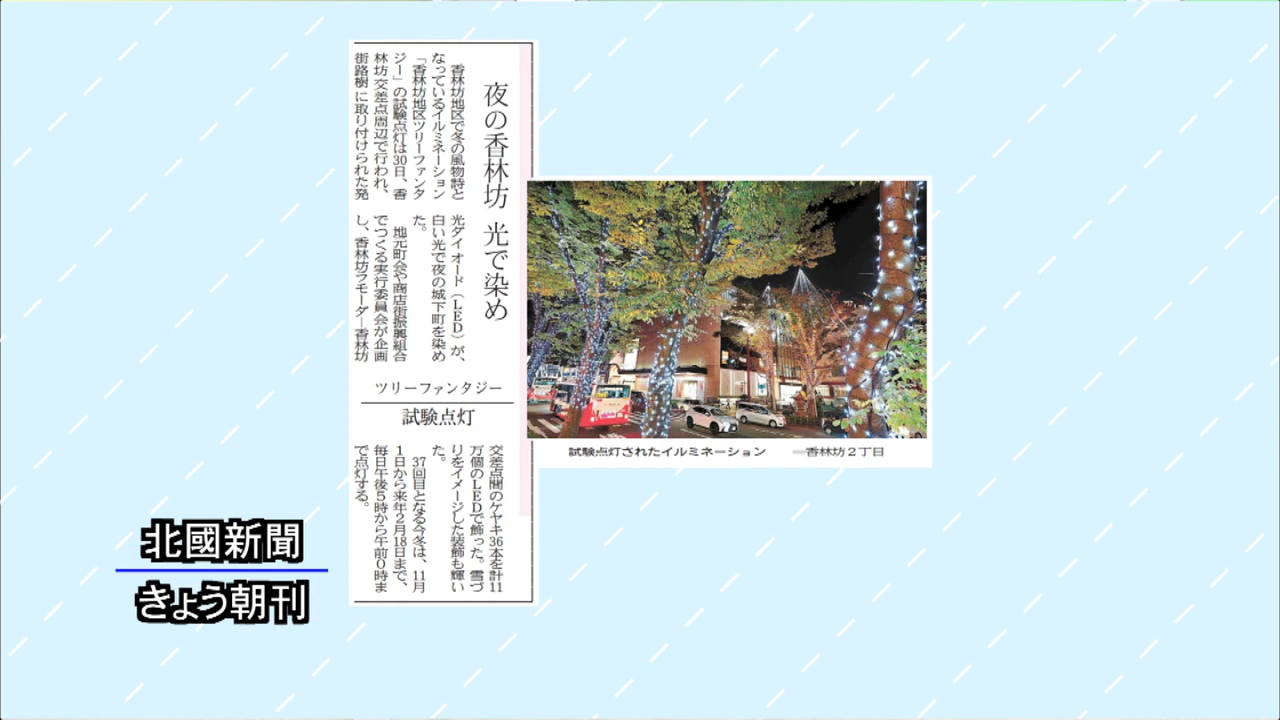 夜の香林坊 光で染め
香林坊地区で冬の風物詩と
なっているイルミネーション
「香林坊地区ツリーファンタ
ジー」の試験点灯は30日、香
林坊交差点周辺で行われ、
街路樹に取り付けられた発
光ダイオード(LED)が、
白い光で夜の城下町を染め
た。
地元町会や商店街振興組合
でつくる実行委員会が企画
し、香林坊ラモーダ―香林坊
ツリーファンタジー
試験点灯
交差点間のケヤキ36本を計11
万個のLEDで飾った。雪づ
りをイメージした装飾も輝い
た。
37回目となる今冬は、11月
1日から来年2月18日まで、
毎日午後5時から午前0時ま
で点灯する。
試験点灯されたイルミネーション ―香林坊2丁目
北國新聞
きょう朝刊